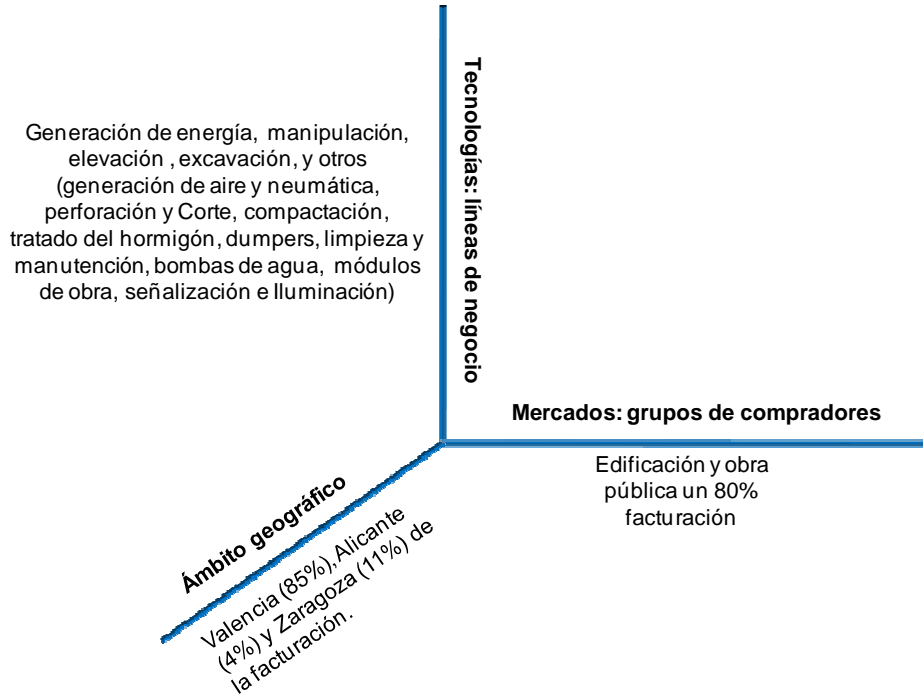 Tecnologías: líneas de negocio
Generación de energía, manipulación,
elevación , excavación, y otros
(generación de aire y neumática,
perforación y Corte, compactación,
tratado del hormigón, dumpers, limpieza y
manutención, bombas de agua, módulos
de obra, señalización e Iluminación)
Mercados: grupos de compradores
Edificación y obra
pública un 80%
facturación
Ámbito geográfico
Valencia (85%), Alicante
(4%) y Zaragoza (11%) de
la facturación.